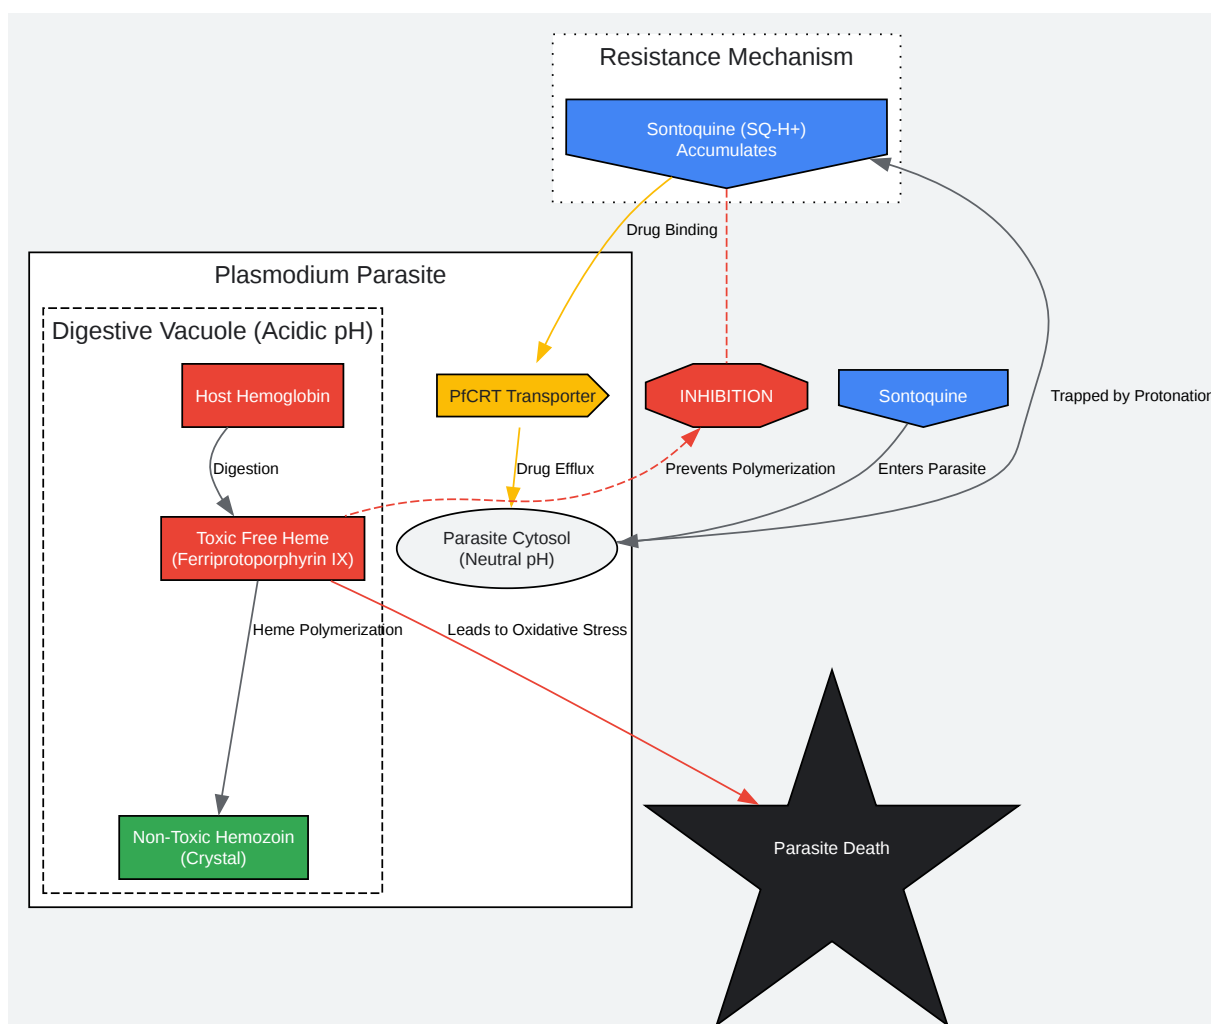 Resistance Mechanism
Sontoquine (SQ-H+)
Accumulates
Drug Binding
Plasmodium Parasite
Digestive Vacuole (Acidic pH)
Host Hemoglobin
PfCRT Transporter
INHIBITION
Sontoquine
Trapped by Protonation
Digestion
Drug Efflux
Prevents Polymerization
Enters Parasite
Toxic Free Heme
(Ferriprotoporphyrin IX)
Parasite Cytosol
(Neutral pH)
Heme Polymerization
Leads to Oxidative Stress
Non-Toxic Hemozoin
(Crystal)
Parasite Death